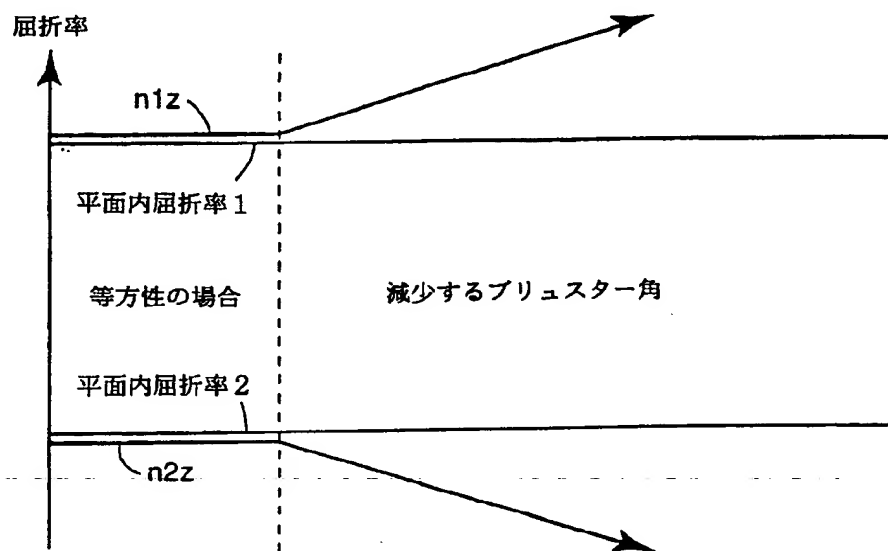 屈折率
n1z
平面内屈折率1
等方性の場合
減少するブリュスター角
平面内屈折率2
n2z